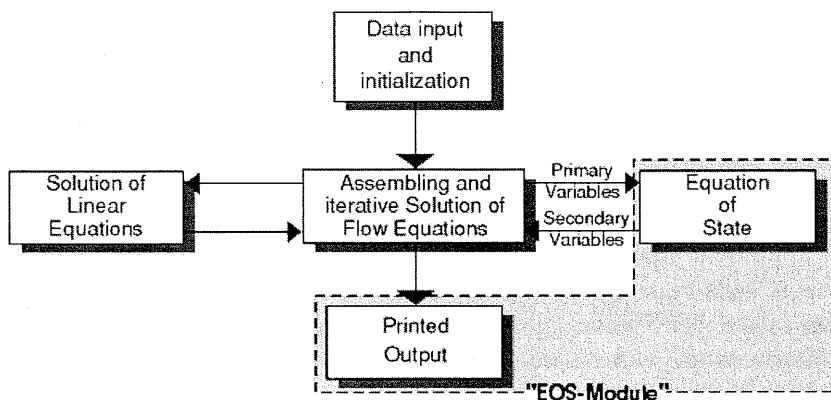 Data input
and
initialization
Solution of
Linear
Equations
Assembling and
iterative Solution of
Flow Equations
Primary
Variables
Secondary
Variables
Equation
of
State
Printed
Output
"EOS-Module"